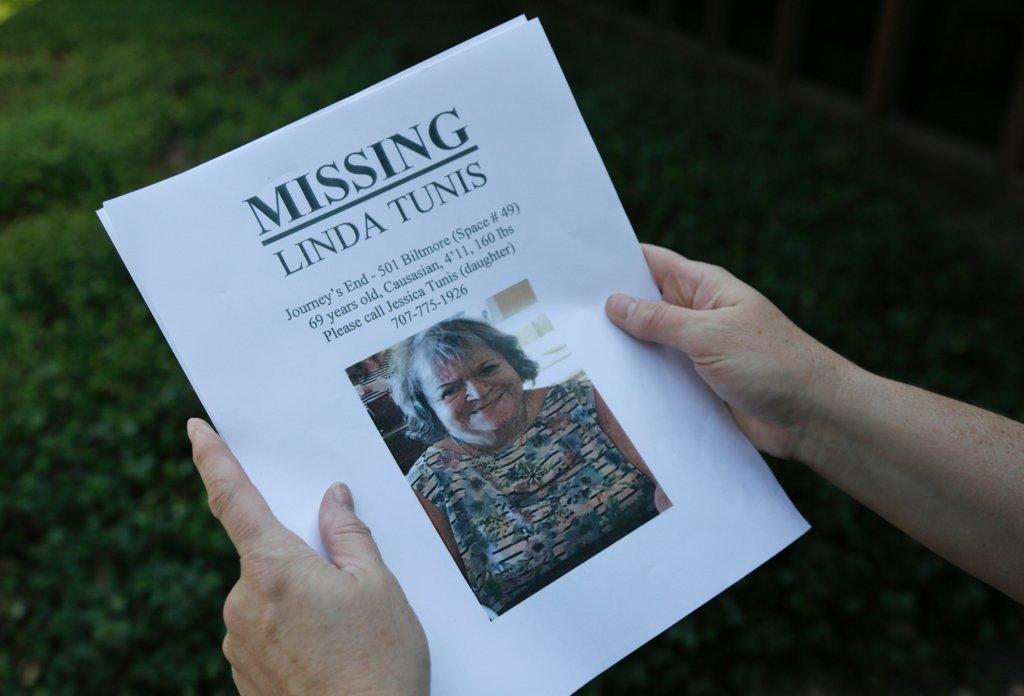 MISSING
LINDA TUNIS
Journey's End - 501 Biltmore (Space # 49)
69 years old, Causasian, 4'11, 160 lbs
Please call Jessica Tunis (daughter)
707-775-1926